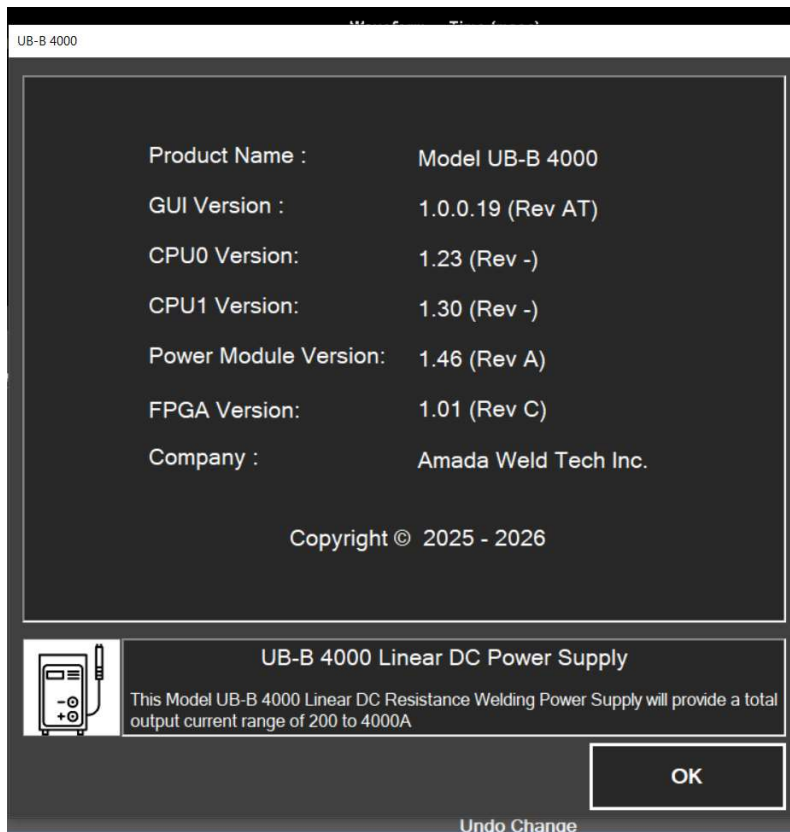 UB-B 4000
Product Name : Model UB-B 4000
GUI Version : 1.0.0.19 (Rev AT)
CPU0 Version: 1.23 (Rev -)
CPU1 Version: 1.30 (Rev -)
Power Module Version: 1.46 (Rev A)
FPGA Version: 1.01 (Rev C)
Company : Amada Weld Tech Inc.
Copyright © 2025 - 2026
UB-B 4000 Linear DC Power Supply
This Model UB-B 4000 Linear DC Resistance Welding Power Supply will provide a total
output current range of 200 to 4000A
OK
Undo Change